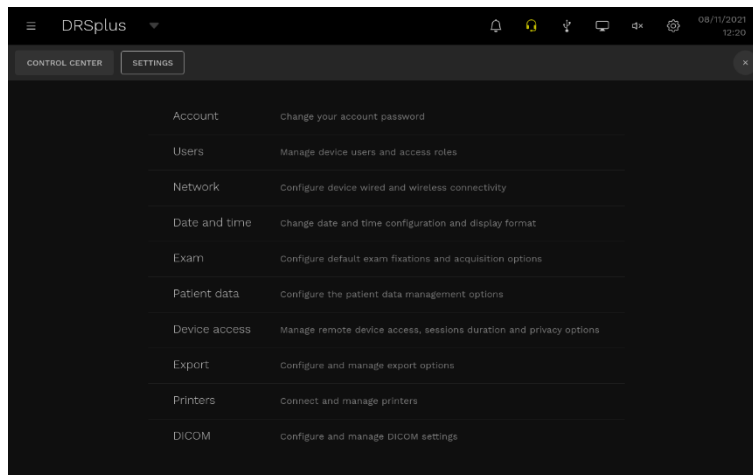 DRSplus
08/11/2021
12:20
CONTROL CENTER SETTINGS
Account Change your account password
Users Manage device users and access roles
Network Configure device wired and wireless connectivity
Date and time Change date and time configuration and display format
Exam Configure default exam fixations and acquisition options
Patient data Configure the patient data management options
Device access Manage remote device access, sessions duration and privacy options
Export Configure and manage export options
Printers Connect and manage printers
DICOM Configure and manage DICOM settings